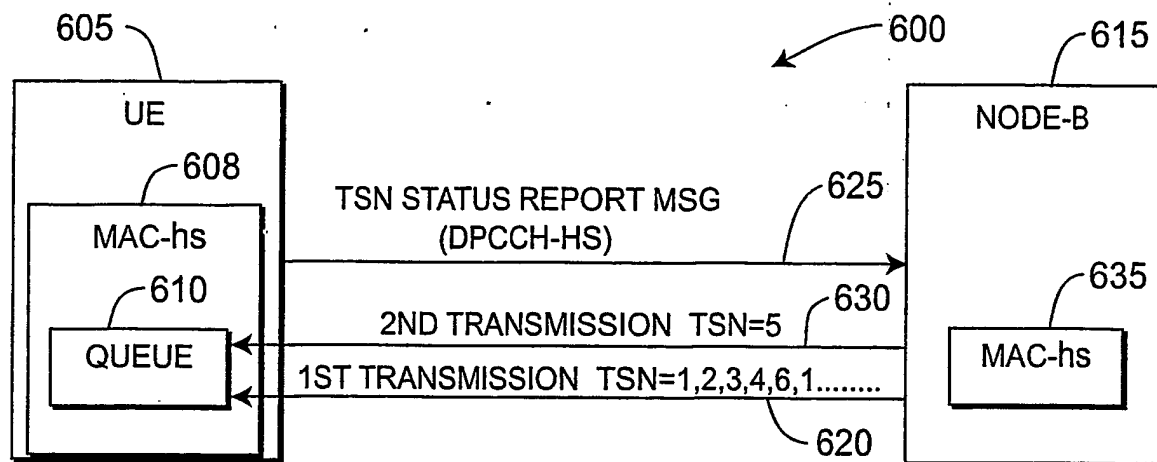 605
600
615
UE
NODE-B
608
TSN STATUS REPORT MSG
(DPCCH-HS)
625
MAC-hs
610
630
635
2ND TRANSMISSION TSN=5
QUEUE
MAC-hs
1ST TRANSMISSION TSN=1,2,3,4,6,1........
620